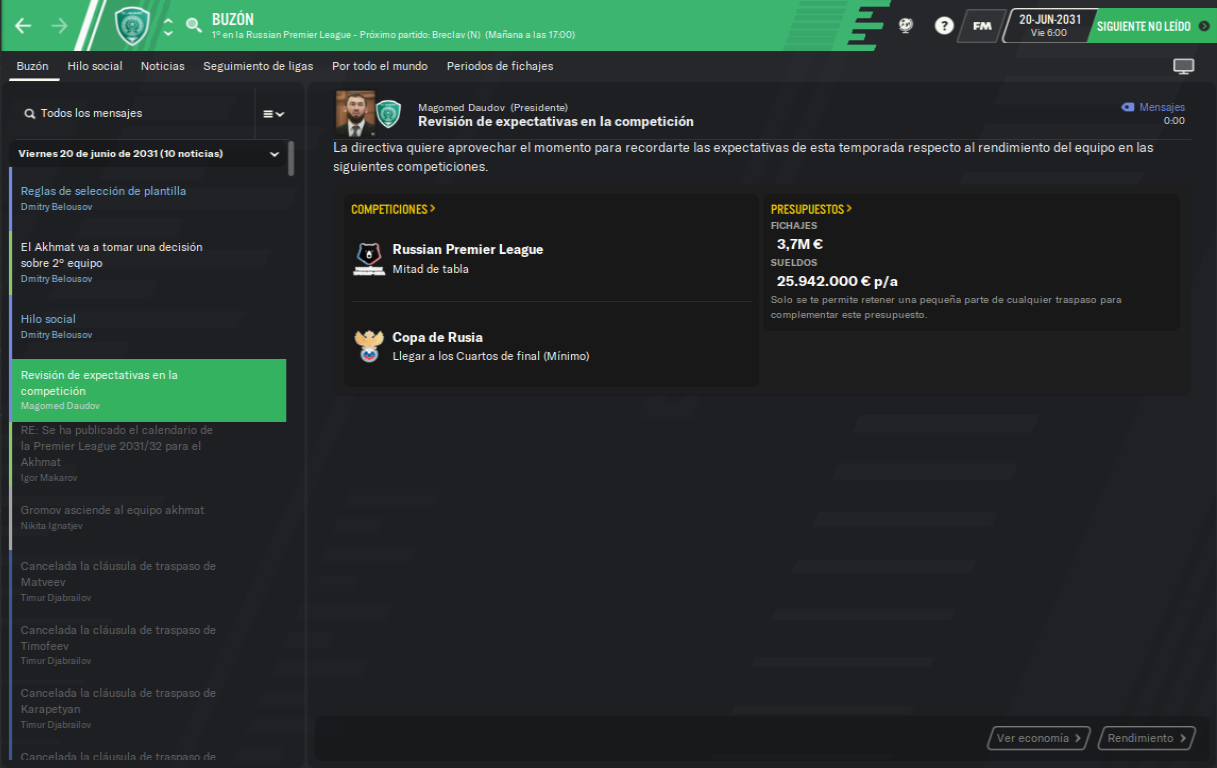 BUZÓN
1º en la Russian Premier League - Próximo partido: Breclav (N) (Mañana a las 17:00)
?
FM
20-JUN-2031
Vie 6:00
SIGUIENTE NO LEÍDO
Buzón
Hilo social
Noticias
Seguimiento de ligas
Por todo el mundo
Periodos de fichajes
Todos los mensajes
Viernes 20 de junio de 2031 (10 noticias)
Reglas de selección de plantilla
Dmitry Belousov
El Akhmat va a tomar una decisión
sobre 2º equipo
Dmitry Belousov
Hilo social
Dmitry Belousov
Revisión de expectativas en la
competición
Magomed Daudov
RE: Se ha publicado el calendario de
la Premier League 2031/32 para el
Akhmat
Igor Makarov
Gromov asciende al equipo akhmat
Nikita Ignatjev
Cancelada la cláusula de traspaso de
Matveev
Timur Djabrailov
Cancelada la cláusula de traspaso de
Timofeev
Timur Djabrailov
Cancelada la cláusula de traspaso de
Karapetyan
Timur Djabrailov
Cancelada la cláusula de traspaso de
Magomed Daudov (Presidente)
Revisión de expectativas en la competición
Mensajes
0:00
La directiva quiere aprovechar el momento para recordarte las expectativas de esta temporada respecto al rendimiento del equipo en las
siguientes competiciones.
COMPETICIONES >
Russian Premier League
Mitad de tabla
Copa de Rusia
Llegar a los Cuartos de final (Mínimo)
PRESUPUESTOS >
FICHAJES
3,7M €
SUELDOS
25.942.000 € p/a
Solo se te permite retener una pequeña parte de cualquier traspaso para
complementar este presupuesto.
Ver economía >
Rendimiento >